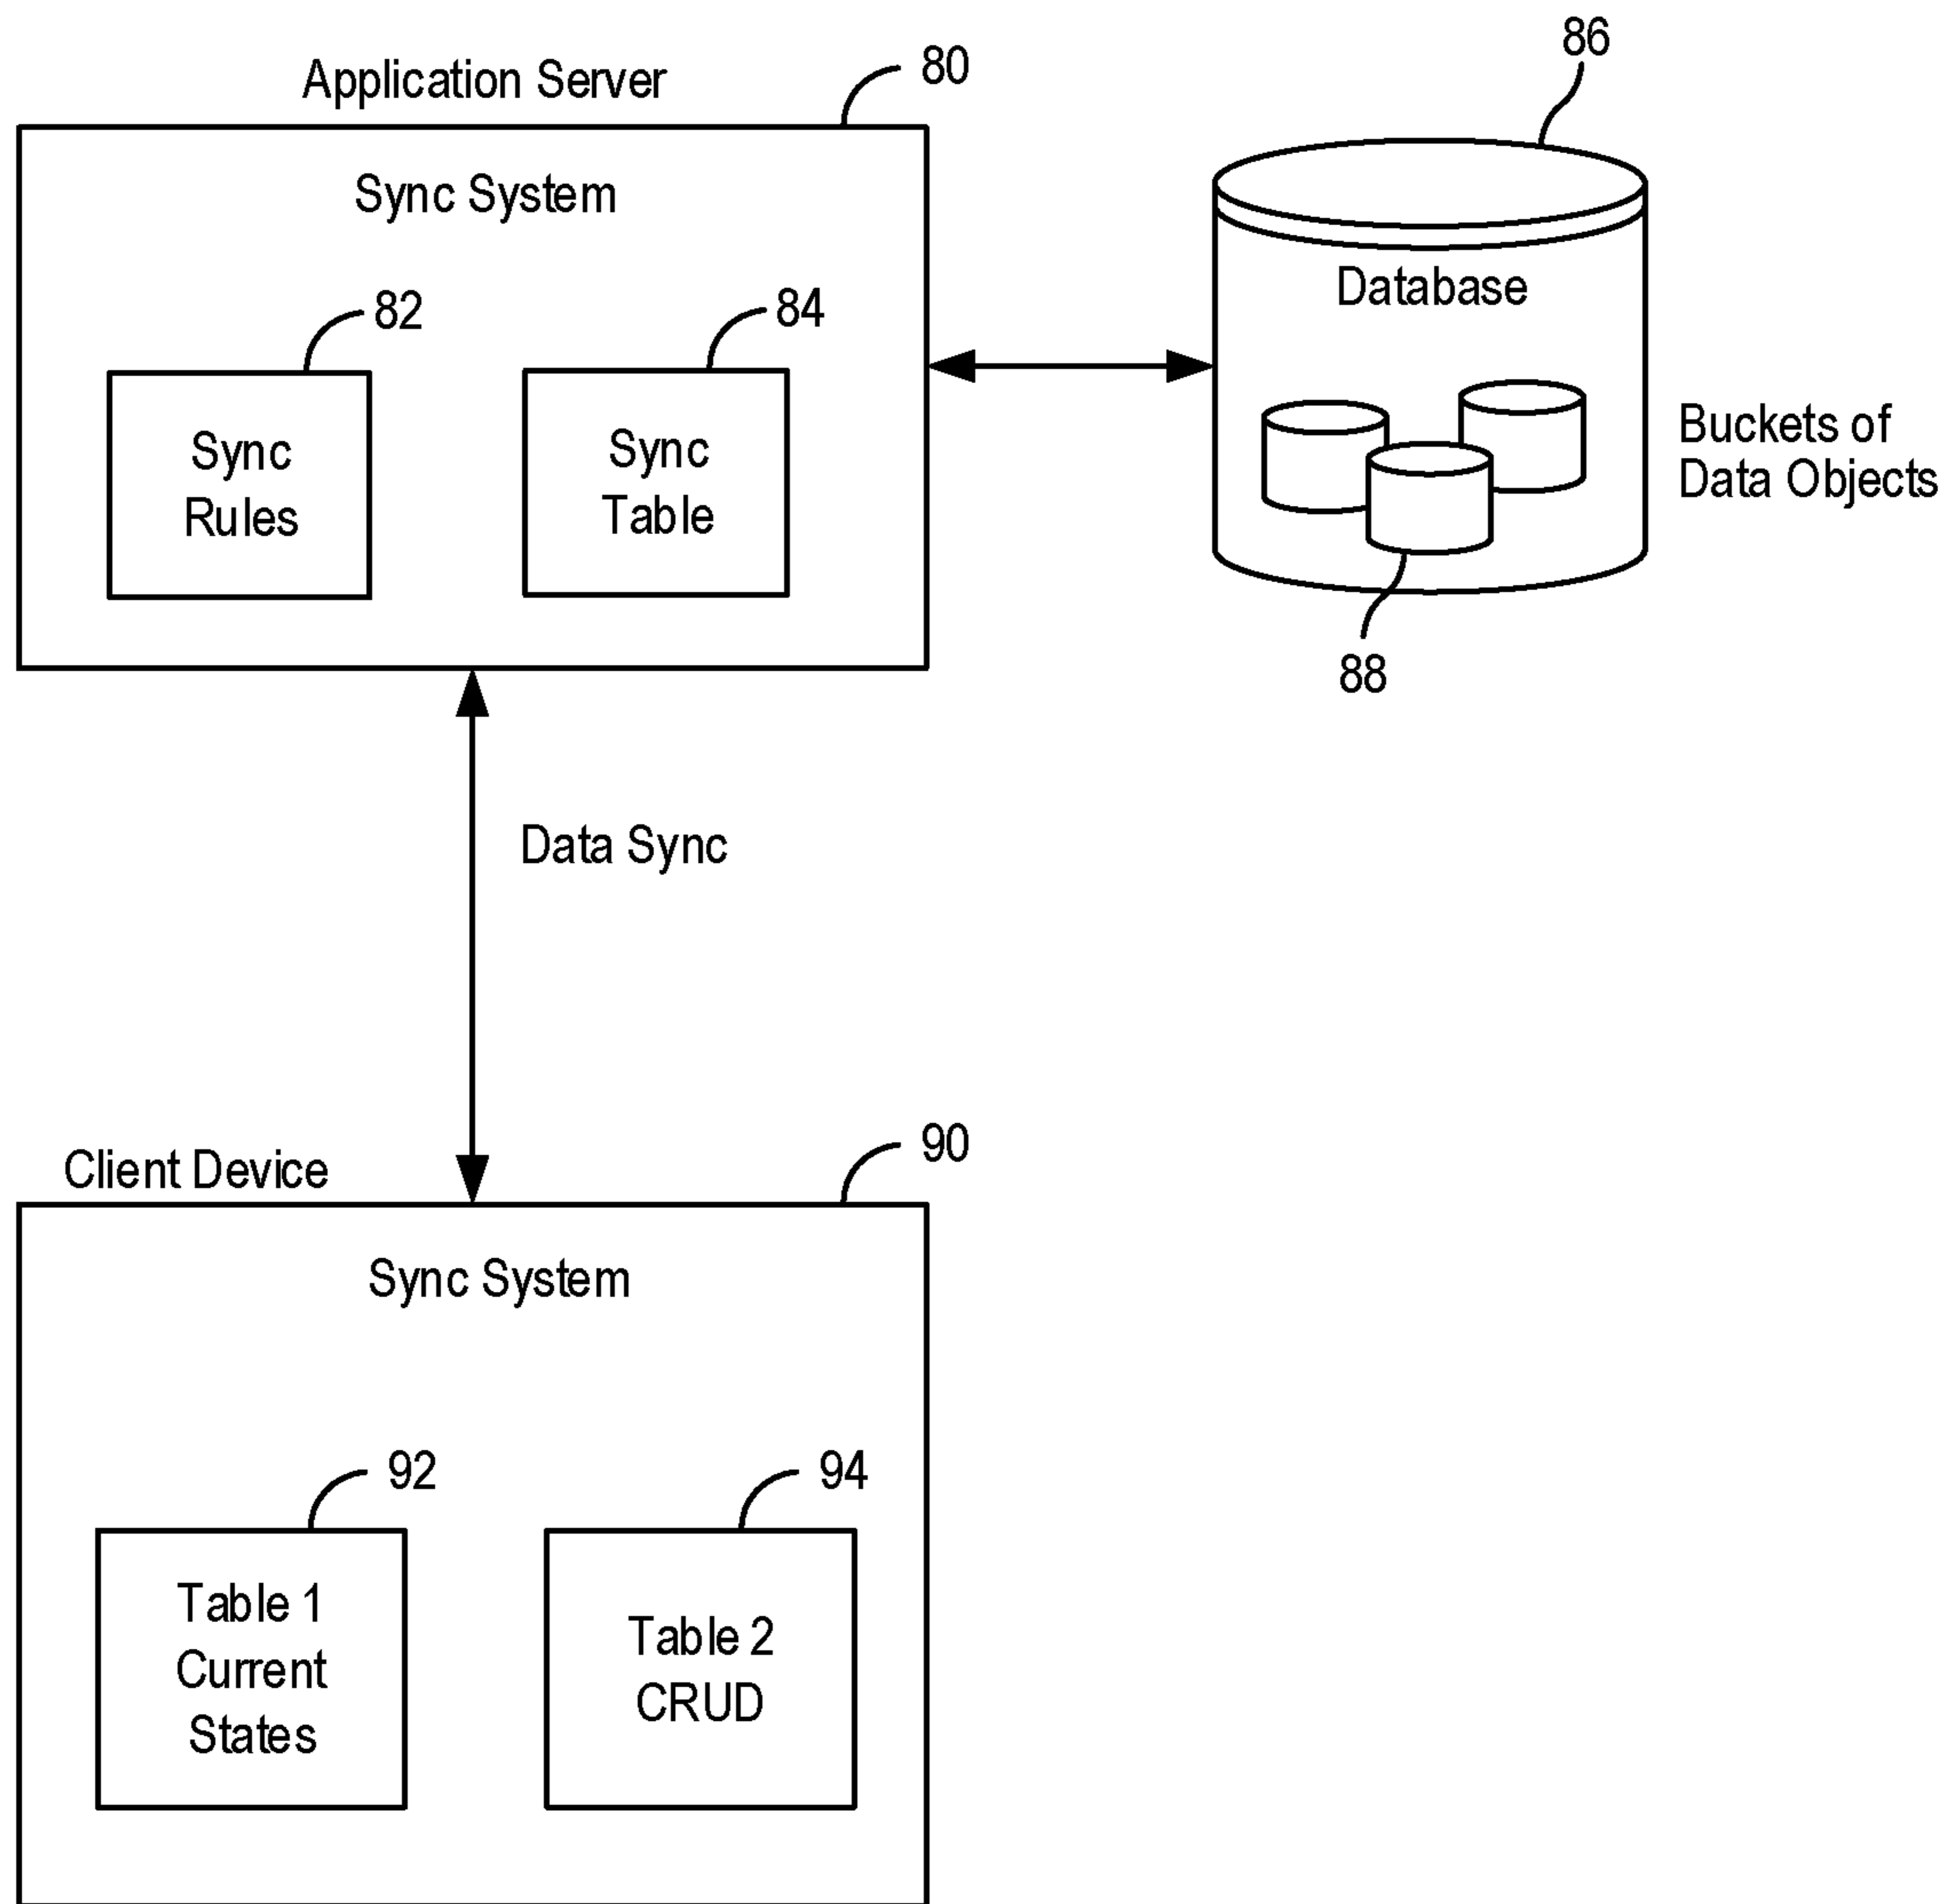 86
Application Server
80
Sync System
Database
82
84
Sync
Rules
Sync
Table
Buckets of
Data Objects
88
Data Sync
Client Device
90
Sync System
92
94
Table 1
Current
States
Table 2
CRUD